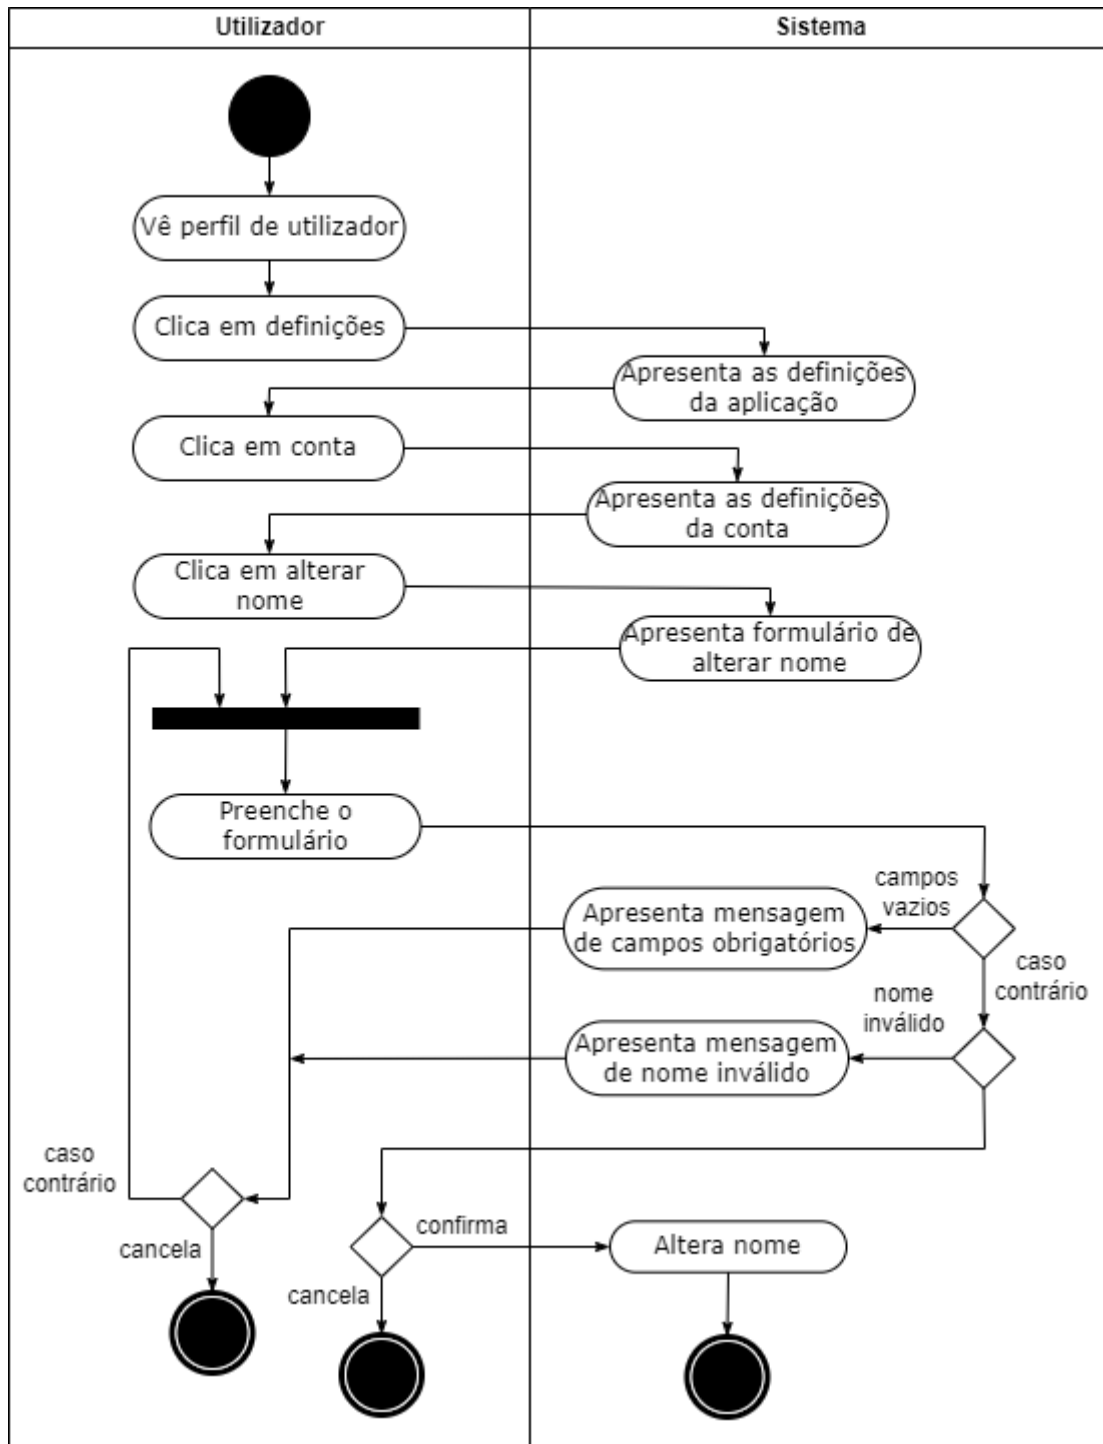 Utilizador
Sistema
Vê perfil de utilizador
Clica em definições
Apresenta as definições
da aplicação
Clica em conta
Apresenta as definições
da conta
Clica em alterar
nome
Apresenta formulário de
alterar nome
Preenche o
formulário
campos
vazios
Apresenta mensagem
de campos obrigatórios
caso
contrário
nome
inválido
Apresenta mensagem
de nome inválido
caso
contrário
cancela
confirma
Altera nome
cancela